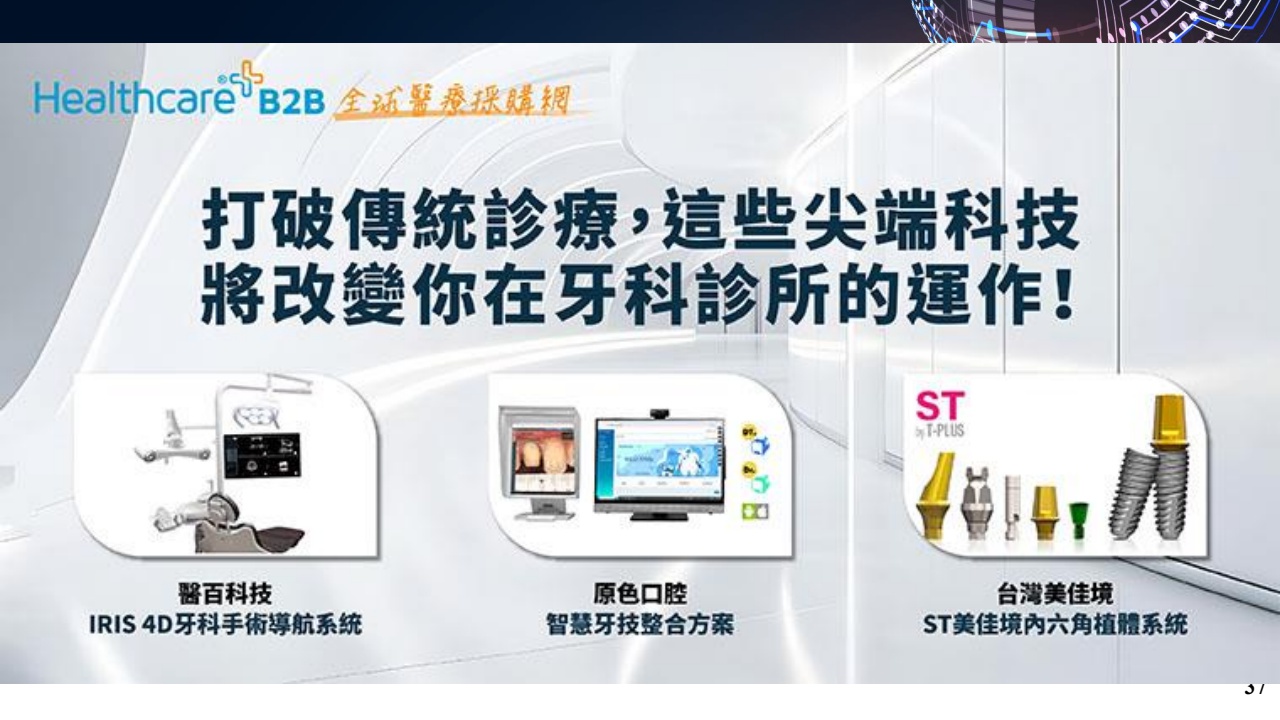 Healthcare® B2B 全球醫療採購網
打破傳統診療，這些尖端科技
將改變你在牙科診所的運作！
ST
by T-PLUS
醫百科技
IRIS 4D牙科手術導航系統
原色口腔
智慧牙技整合方案
台灣美佳境
ST美佳境內六角植體系統